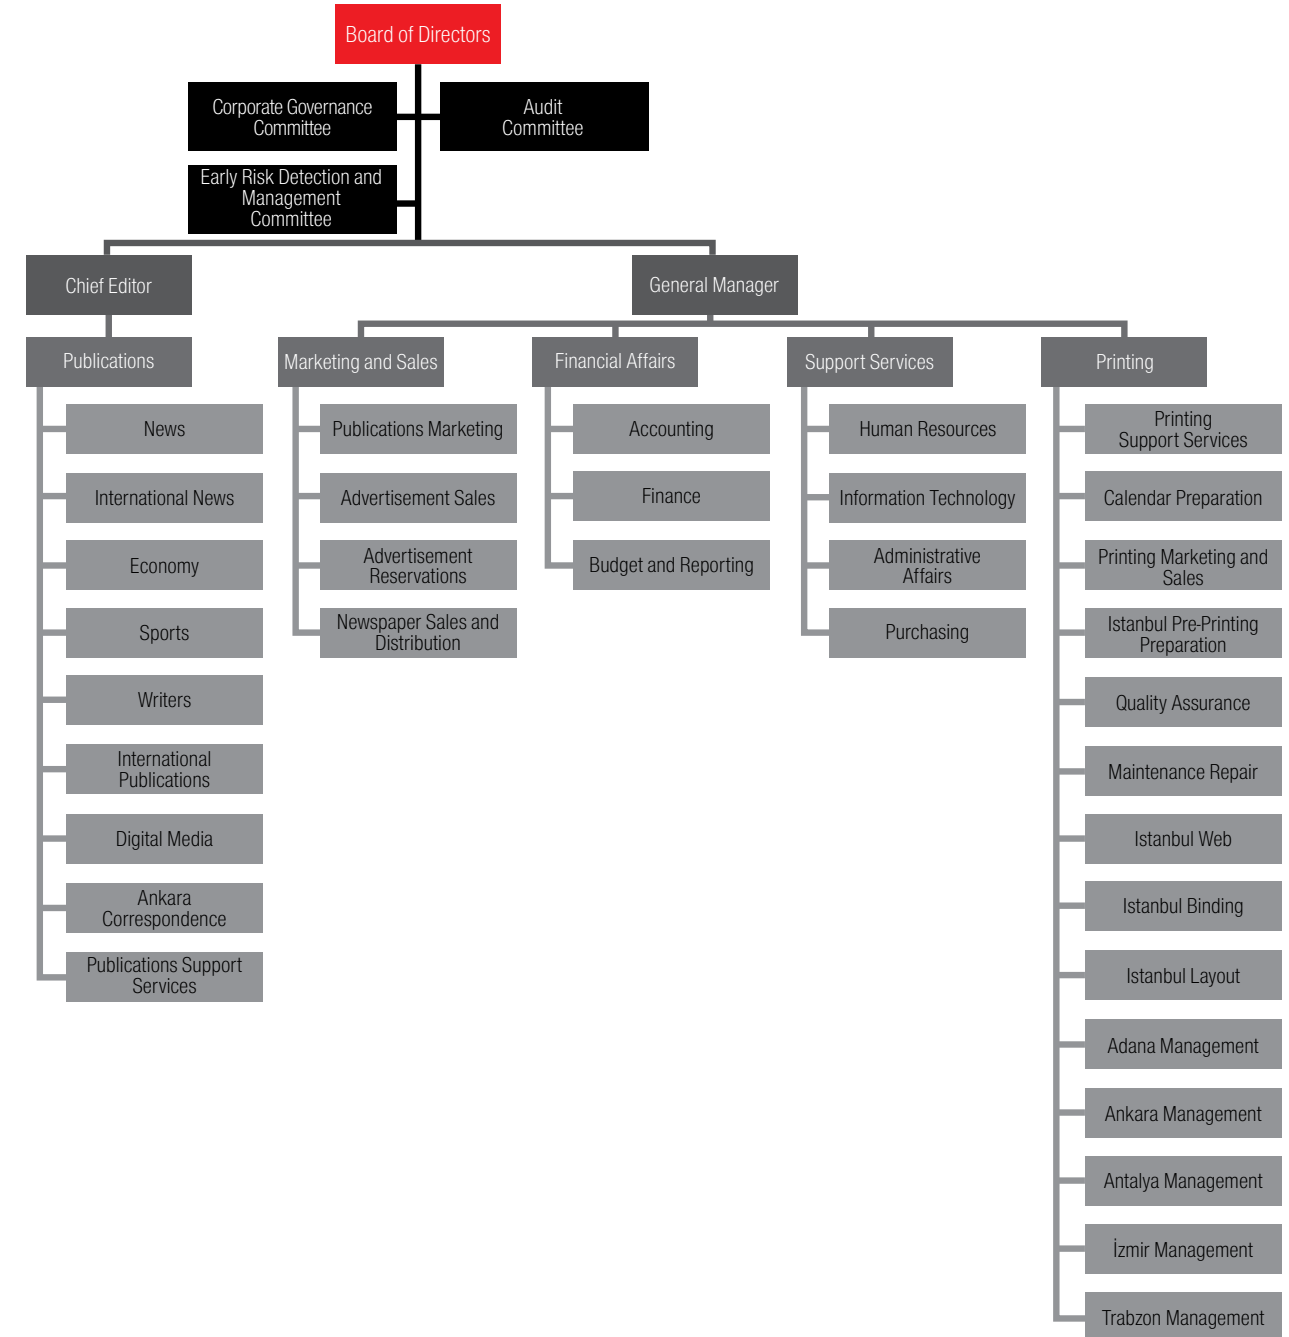 Board of Directors
Corporate Governance
Committee
Audit
Committee
Early Risk Detection and
Management
Committee
Chief Editor
General Manager
Publications
Marketing and Sales
Financial Affairs
Support Services
Printing
News
International News
Economy
Sports
Writers
International
Publications
Digital Media
Ankara
Correspondence
Publications Support
Services
Publications Marketing
Advertisement Sales
Advertisement
Reservations
Newspaper Sales and
Distribution
Accounting
Finance
Budget and Reporting
Human Resources
Information Technology
Administrative
Affairs
Purchasing
Printing
Support Services
Calendar Preparation
Printing Marketing and
Sales
Istanbul Pre-Printing
Preparation
Quality Assurance
Maintenance Repair
Istanbul Web
Istanbul Binding
Istanbul Layout
Adana Management
Ankara Management
Antalya Management
İzmir Management
Trabzon Management